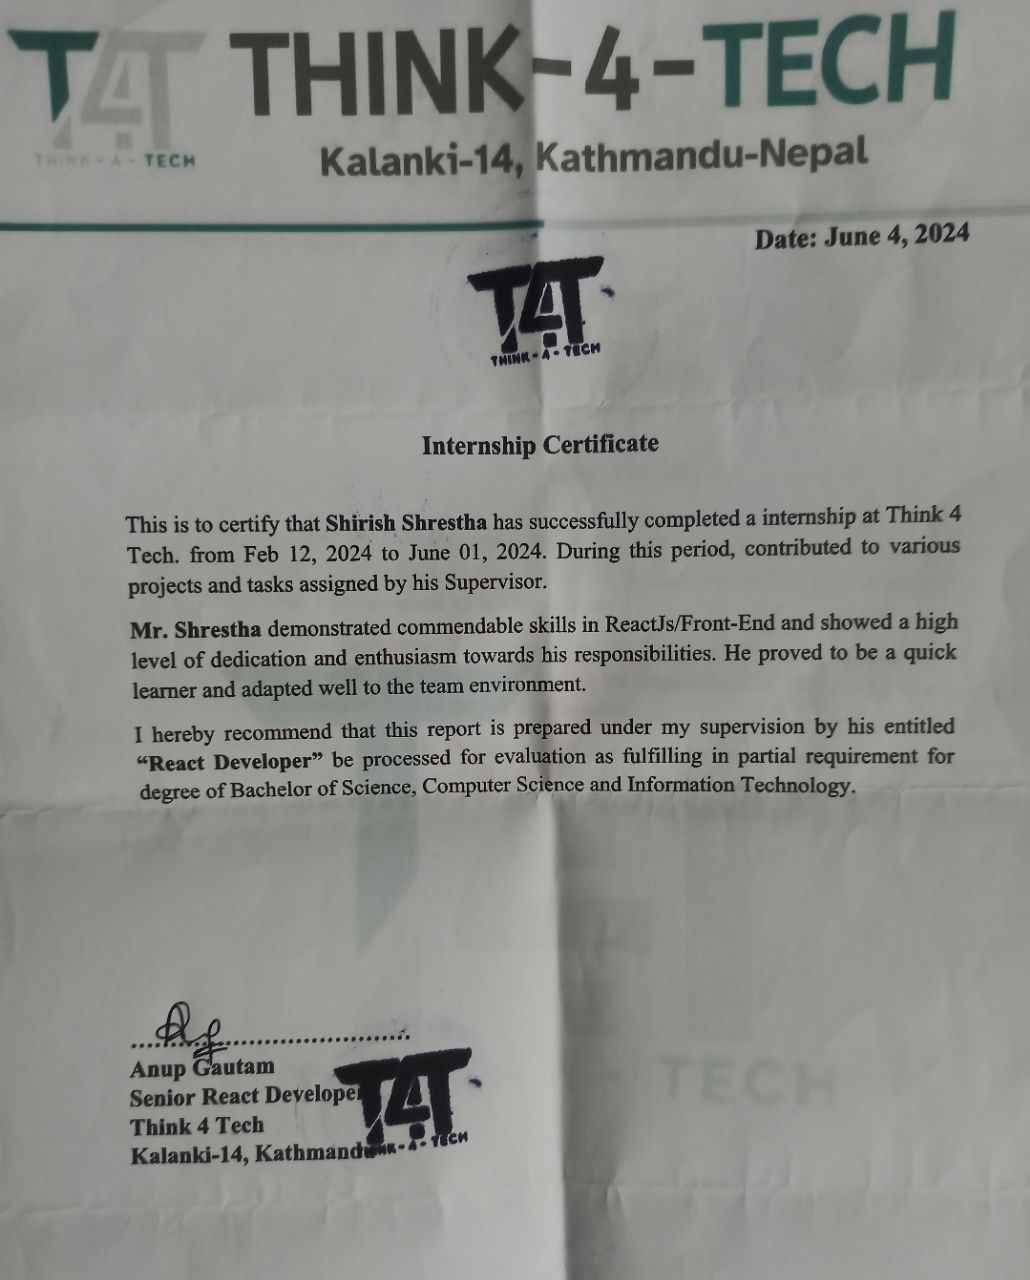 T4T THINK-4-TECH
THINK-4-TECH
Kalanki-14, Kathmandu-Nepal
Date: June 4, 2024
T4T
THINK-4-TECH
Internship Certificate
This is to certify that Shirish Shrestha has successfully completed a internship at Think 4
Tech. from Feb 12, 2024 to June 01, 2024. During this period, contributed to various
projects and tasks assigned by his Supervisor.
Mr. Shrestha demonstrated commendable skills in ReactJs/Front-End and showed a high
level of dedication and enthusiasm towards his responsibilities. He proved to be a quick
learner and adapted well to the team environment.
I hereby recommend that this report is prepared under my supervision by his entitled
“React Developer” be processed for evaluation as fulfilling in partial requirement for
degree of Bachelor of Science, Computer Science and Information Technology.
TECH
Anup Gautam
Senior React Developer
Think 4 Tech
Kalanki-14, Kathmandu
T4T
TECH